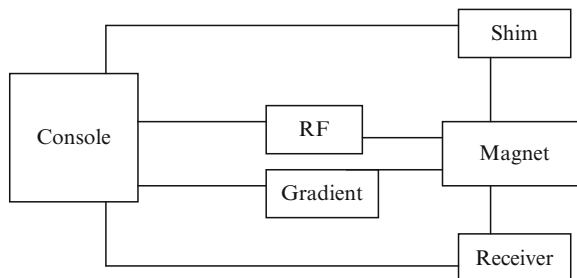 Shim
Console
RF
Magnet
Gradient
Receiver